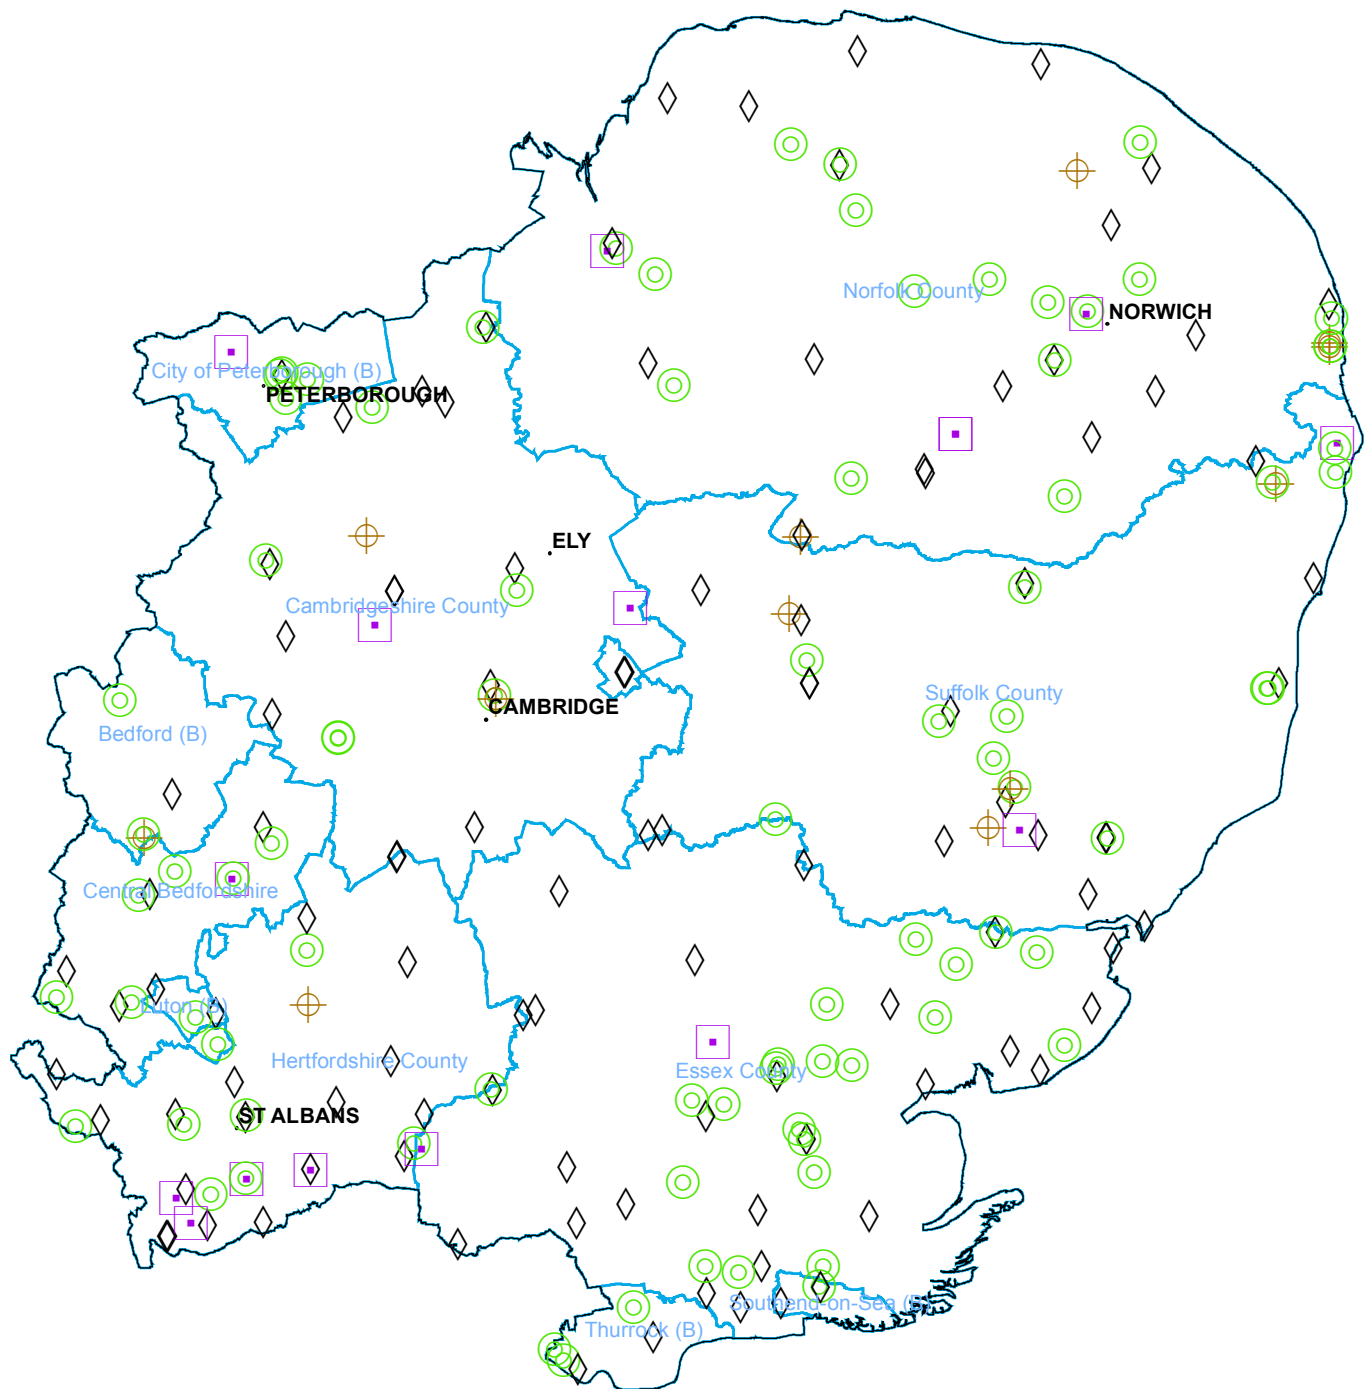 Norfolk County
NORWICH
City of Peterborough (B)
PETERBOROUGH
ELY
Cambridgeshire County
Suffolk County
CAMBRIDGE
Bedford (B)
Central Bedfordshire
Luton (B)
Hertfordshire County
Essex County
ST ALBANS
Southend-on-Sea (B)
Thurrock (B)